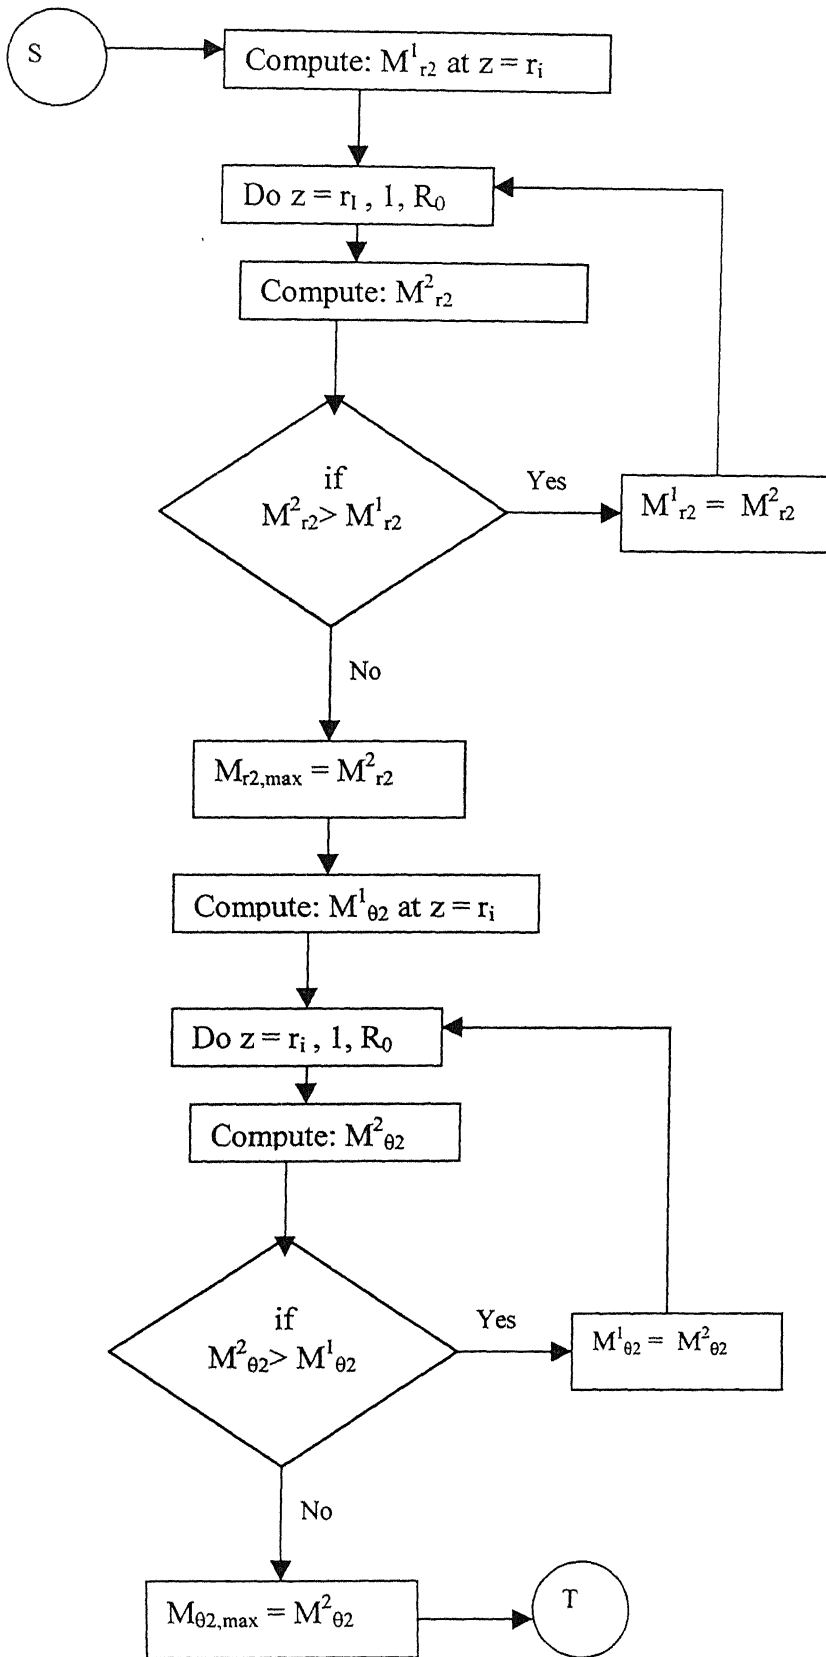 S
Compute: M¹r2 at z = ri
Do z = rI , 1, R0
Compute: M²r2
if
M²r2> M¹r2
Yes
M¹r2 = M²r2
No
Mr2,max = M²r2
Compute: M¹θ2 at z = ri
Do z = ri , 1, R0
Compute: M²θ2
if
M²θ2> M¹θ2
Yes
M¹θ2 = M²θ2
No
Mθ2,max = M²θ2
T